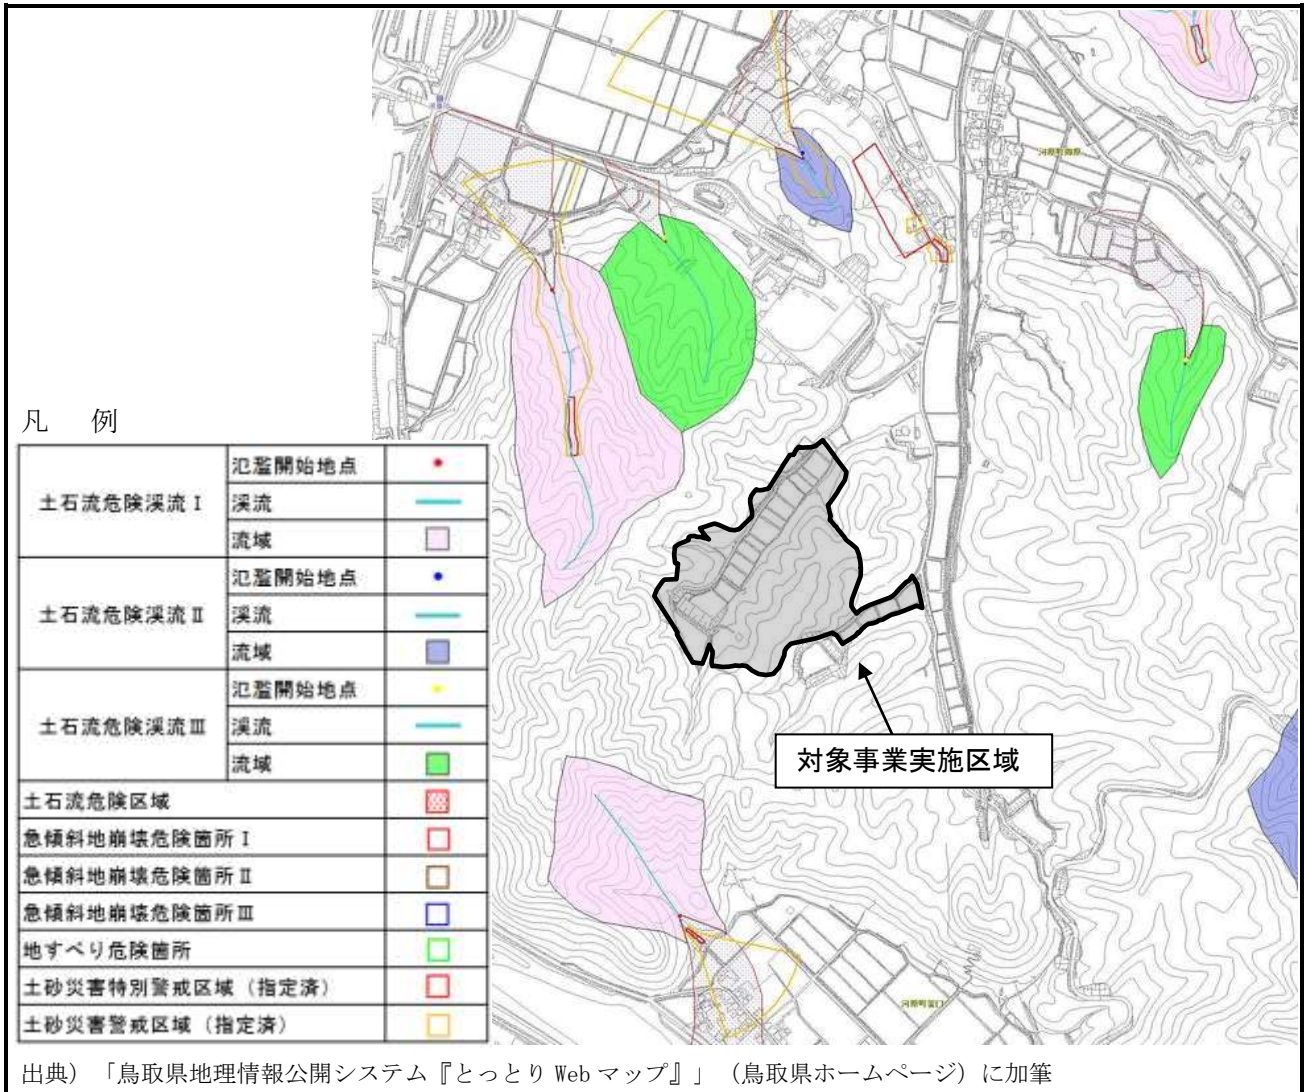 河原町御原
凡 例
土石流危険渓流Ⅰ
氾濫開始地点
渓流
流域
土石流危険渓流Ⅱ
氾濫開始地点
渓流
流域
土石流危険渓流Ⅲ
氾濫開始地点
渓流
流域
土石流危険区域
急傾斜地崩壊危険箇所Ⅰ
急傾斜地崩壊危険箇所Ⅱ
急傾斜地崩壊危険箇所Ⅲ
地すべり危険箇所
土砂災害特別警戒区域（指定済）
土砂災害警戒区域（指定済）
対象事業実施区域
出典）「鳥取県地理情報公開システム『とっとり Web マップ』」（鳥取県ホームページ）に加筆